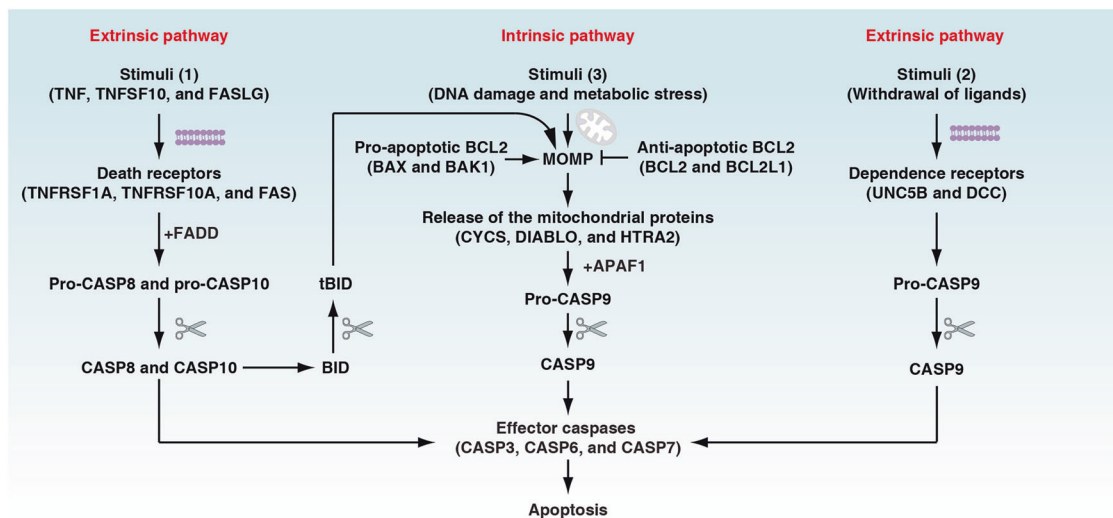 Extrinsic pathway
Stimuli (1)
(TNF, TNFSF10, and FASLG)
Death receptors
(TNFRSF1A, TNFRSF10A, and FAS)
+FADD
Pro-CASP8 and pro-CASP10
CASP8 and CASP10
BID
tBID
Intrinsic pathway
Stimuli (3)
(DNA damage and metabolic stress)
Pro-apoptotic BCL2
(BAX and BAK1)
MOMP
Anti-apoptotic BCL2
(BCL2 and BCL2L1)
Release of the mitochondrial proteins
(CYCS, DIABLO, and HTRA2)
+APAF1
Pro-CASP9
CASP9
Extrinsic pathway
Stimuli (2)
(Withdrawal of ligands)
Dependence receptors
(UNC5B and DCC)
Pro-CASP9
CASP9
Effector caspases
(CASP3, CASP6, and CASP7)
Apoptosis